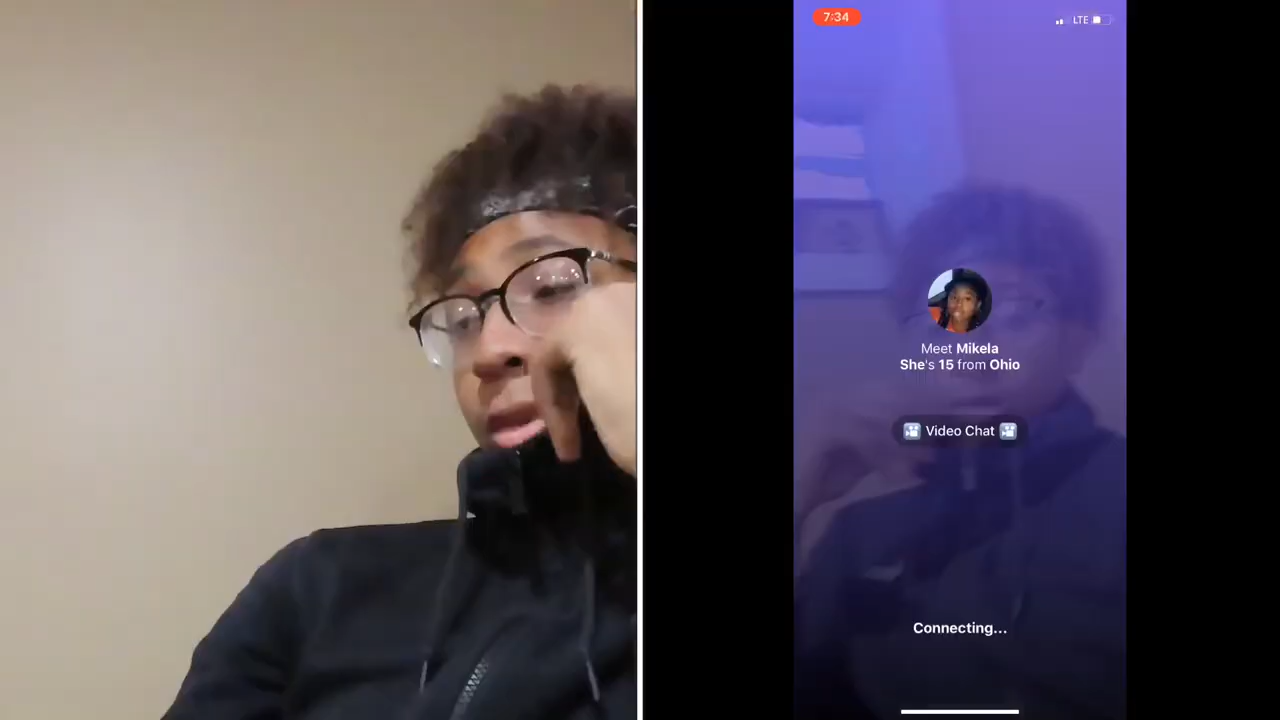 7:34
LTE
Meet Mikela
She's 15 from Ohio
Video Chat
Connecting...